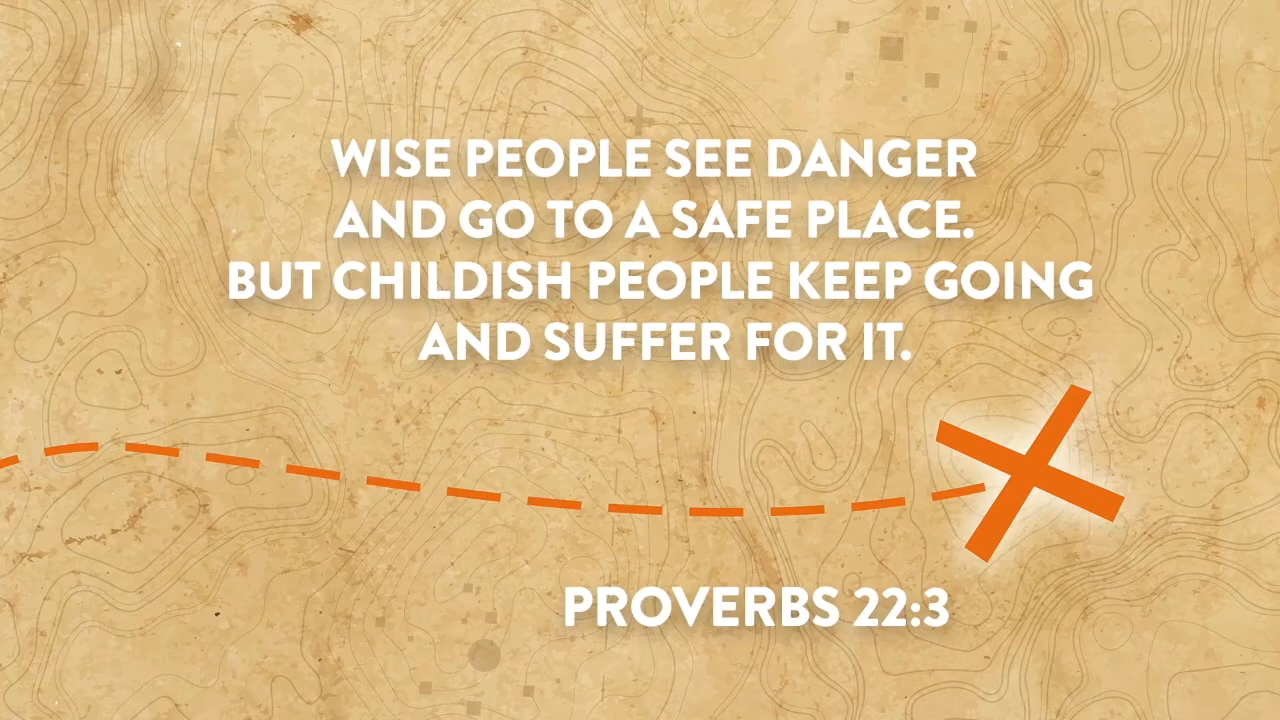 WISE PEOPLE SEE DANGER
AND GO TO A SAFE PLACE.
BUT CHILDISH PEOPLE KEEP GOING
AND SUFFER FOR IT.
PROVERBS 22:3